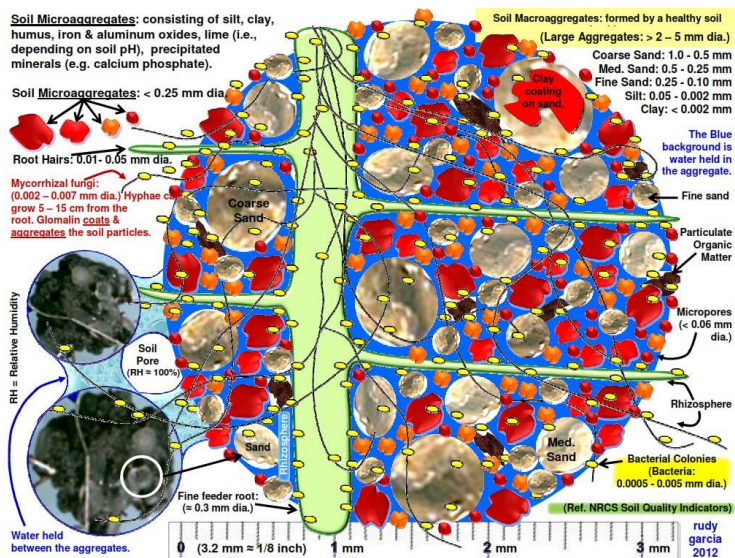 Soil Microaggregates: consisting of silt, clay,
humus, iron & aluminum oxides, lime (i.e.,
depending on soil pH), precipitated
minerals (e.g. calcium phosphate).
Soil Microaggregates: < 0.25 mm dia.
Root Hairs: 0.01- 0.05 mm dia.
Mycorrhizal fungi:
(0.002 – 0.007 mm dia.) Hyphae
grow 5 – 15 cm from the
root. Glomalin coats &
aggregates the soil particles.
RH = Relative Humidity
Soil
Pore
(RH ≈ 100%)
Water held
between the aggregates.
Coarse
Sand
Sand
Rhizosphere
Fine feeder root:
(≈ 0.3 mm dia.)
Soil Macroaggregates: formed by a healthy soil
(Large Aggregates: > 2 – 5 mm dia.)
Coarse Sand: 1.0 - 0.5 mm
Med. Sand: 0.5 - 0.25 mm
Fine Sand: 0.25 - 0.10 mm
Silt: 0.05 - 0.002 mm
Clay: < 0.002 mm
Clay
coating
on sand.
The Blue
background is
water held in
the aggregate.
Fine sand
Particulate
Organic
Matter
Micropores
(< 0.06 mm
dia.)
Rhizosphere
Med.
Sand
Bacterial Colonies
(Bacteria:
0.0005 - 0.005 mm dia.)
(Ref. NRCS Soil Quality Indicators)
0 (3.2 mm ≈ 1/8 inch) 1 mm 2 mm 3 mm
rudy
garcia
2012